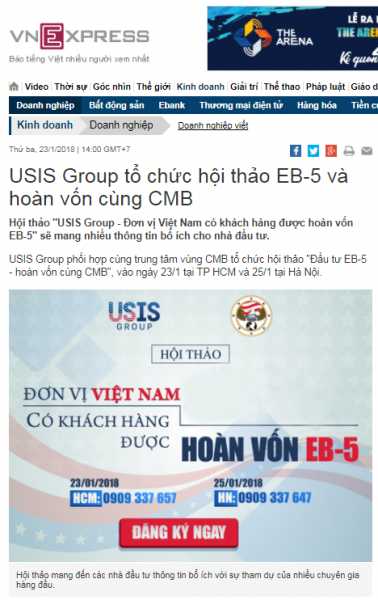 VNEXPRESS
Báo tiếng Việt nhiều người xem nhất
THE
ARENA
LỄ RA
THE AREN
Kế quố
Video Thời sự Góc nhìn Thế giới Kinh doanh Giải trí Thể thao Pháp luật Giáo d
Doanh nghiệp Bất động sản Ebank Thương mại điện tử Hàng hóa Tiền c
Kinh doanh Doanh nghiệp Doanh nghiệp viết
Thứ ba, 23/1/2018 | 14:00 GMT+7
USIS Group tổ chức hội thảo EB-5 và
hoàn vốn cùng CMB
Hội thảo "USIS Group - Đơn vị Việt Nam có khách hàng được hoàn vốn
EB-5" sẽ mang nhiều thông tin bổ ích cho nhà đầu tư.
USIS Group phối hợp cùng trung tâm vùng CMB tổ chức hội thảo "Đầu tư EB-5
- hoàn vốn cùng CMB", vào ngày 23/1 tại TP HCM và 25/1 tại Hà Nội.
USIS
GROUP
HỘI THẢO
ĐƠN VỊ VIỆT NAM
CÓ KHÁCH HÀNG
ĐƯỢC
HOÀN VỐN EB-5
23/01/2018 25/01/2018
HCM: 0909 337 657 HN: 0909 337 647
ĐĂNG KÝ NGAY
Hội thảo mang đến các nhà đầu tư thông tin bổ ích với sự tham dự của nhiều chuyên gia
hàng đầu.